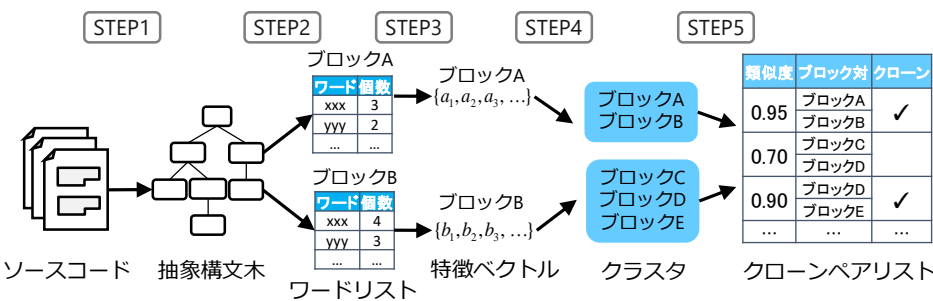 STEP1
STEP2
STEP3
STEP4
STEP5
ソースコード
抽象構文木
ブロックA
ワード 個数
xxx 3
yyy 2
... ...
ブロックB
ワード 個数
xxx 4
yyy 3
... ...
ワードリスト
ブロックA
{a₁,a₂,a₃, …}
ブロックB
{b₁,b₂,b₃, …}
特徴ベクトル
ブロックA
ブロックB
ブロックC
ブロックD
ブロックE
クラスタ
類似度 ブロック対 クローン
0.95 ブロックA ✓
ブロックB
0.70 ブロックC
ブロックD
0.90 ブロックD ✓
ブロックE
... ... ...
クローンペアリスト